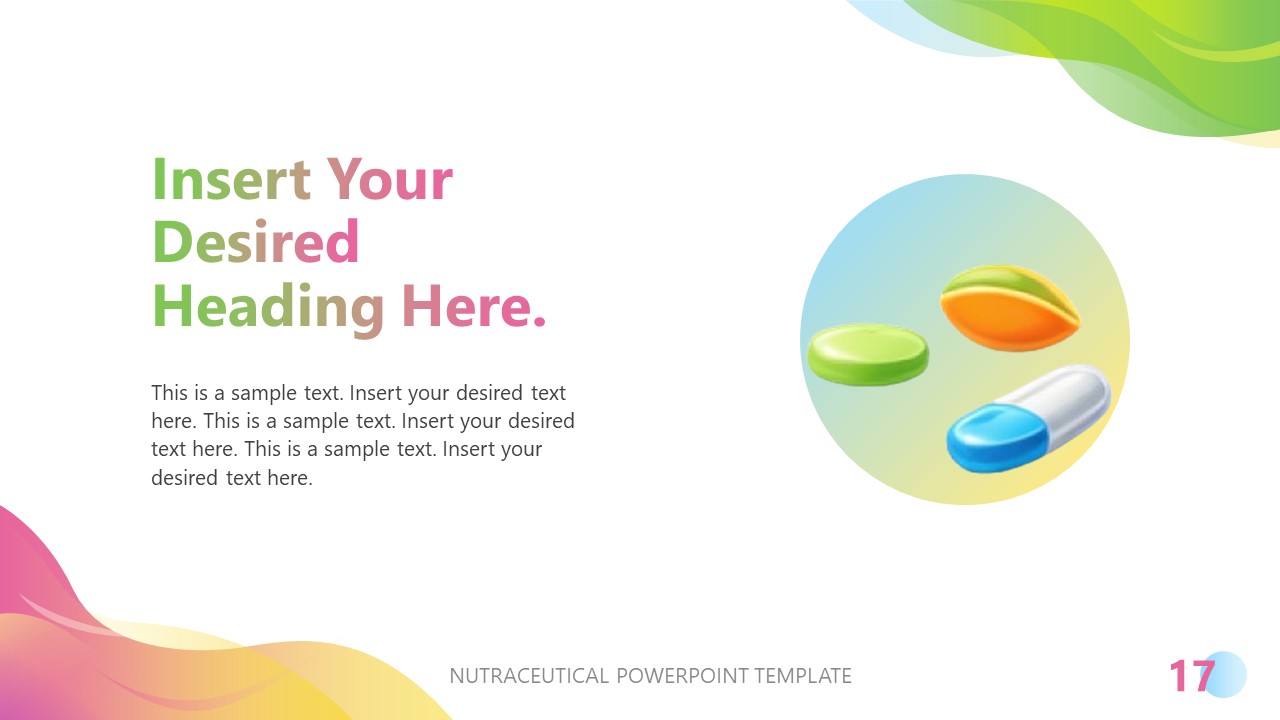 Insert Your
Desired
Heading Here.
This is a sample text. Insert your desired text
here. This is a sample text. Insert your desired
text here. This is a sample text. Insert your
desired text here.
NUTRACEUTICAL POWERPOINT TEMPLATE
17